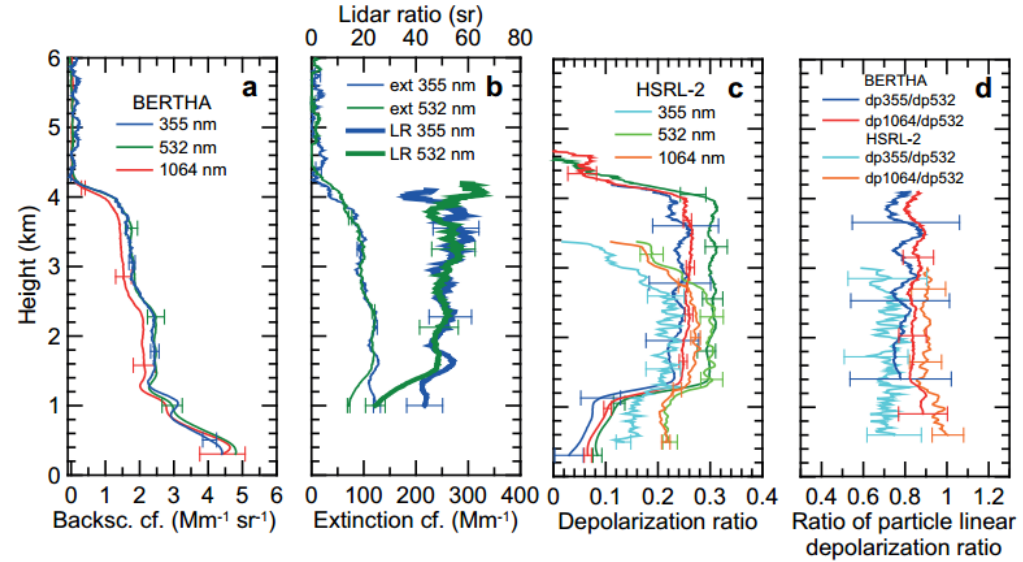 Lidar ratio (sr)
0 20 40 60 80
6
5
4
3
2
1
0
Height (km)
a
BERTHA
355 nm
532 nm
1064 nm
0 1 2 3 4 5 6
Backsc. cf. (Mm⁻¹ sr⁻¹)
b
ext 355 nm
ext 532 nm
LR 355 nm
LR 532 nm
0 100 200 300 400
Extinction cf. (Mm⁻¹)
c
HSRL-2
355 nm
532 nm
1064 nm
0 0.1 0.2 0.3 0.4
Depolarization ratio
d
BERTHA
dp355/dp532
dp1064/dp532
HSRL-2
dp355/dp532
dp1064/dp532
0.4 0.6 0.8 1 1.2
Ratio of particle linear
depolarization ratio